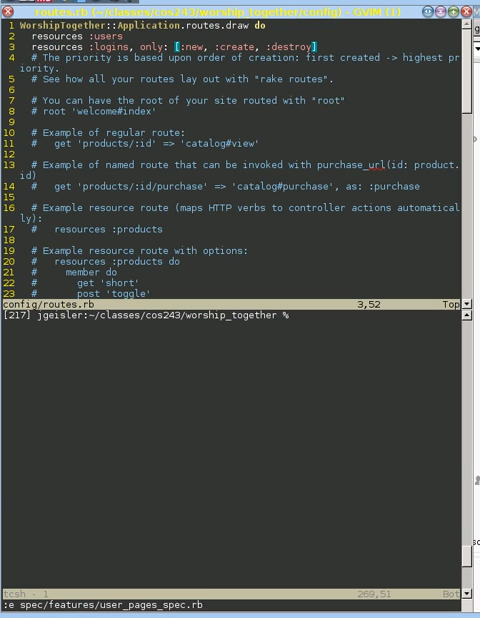 routes.rb (~/classes/cos243/worship_together/config) - GVIM (1)
1 WorshipTogether::Application.routes.draw do
2   resources :users
3   resources :logins, only: [:new, :create, :destroy]
4   # The priority is based upon order of creation: first created -> highest pr
iority.
5   # See how all your routes lay out with "rake routes".
6
7   # You can have the root of your site routed with "root"
8   # root 'welcome#index'
9
10   # Example of regular route:
11   #   get 'products/:id' => 'catalog#view'
12
13   # Example of named route that can be invoked with purchase_url(id: product.
id)
14   #   get 'products/:id/purchase' => 'catalog#purchase', as: :purchase
15
16   # Example resource route (maps HTTP verbs to controller actions automatical
ly):
17   #   resources :products
18
19   # Example resource route with options:
20   #   resources :products do
21   #     member do
22   #       get 'short'
23   #       post 'toggle'
config/routes.rb 3,52 Top
[217] jgeisler:~/classes/cos243/worship_together %
tcsh - 1 269,51 Bot
:e spec/features/user_pages_spec.rb